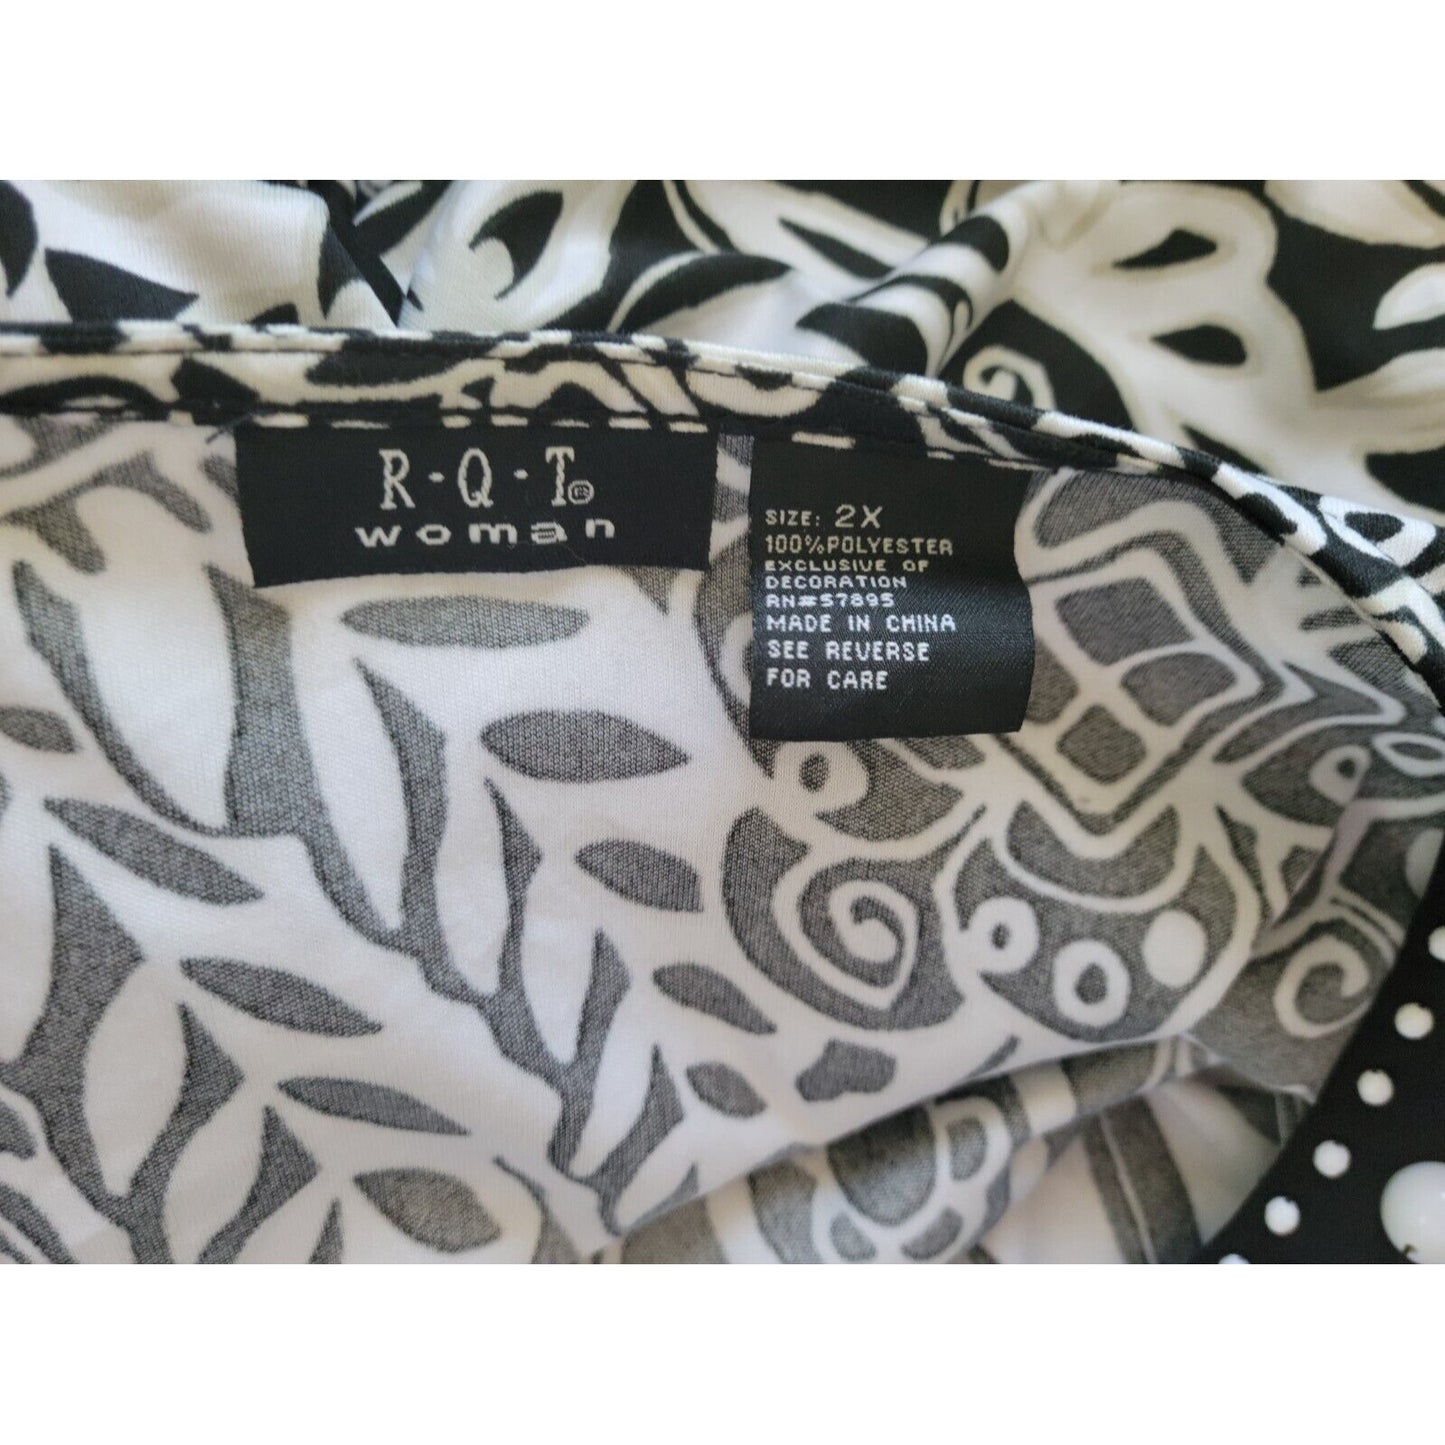 R-Q-T®
woman
SIZE: 2X
100%POLYESTER
EXCLUSIVE OF
DECORATION
RN#57895
MADE IN CHINA
SEE REVERSE
FOR CARE